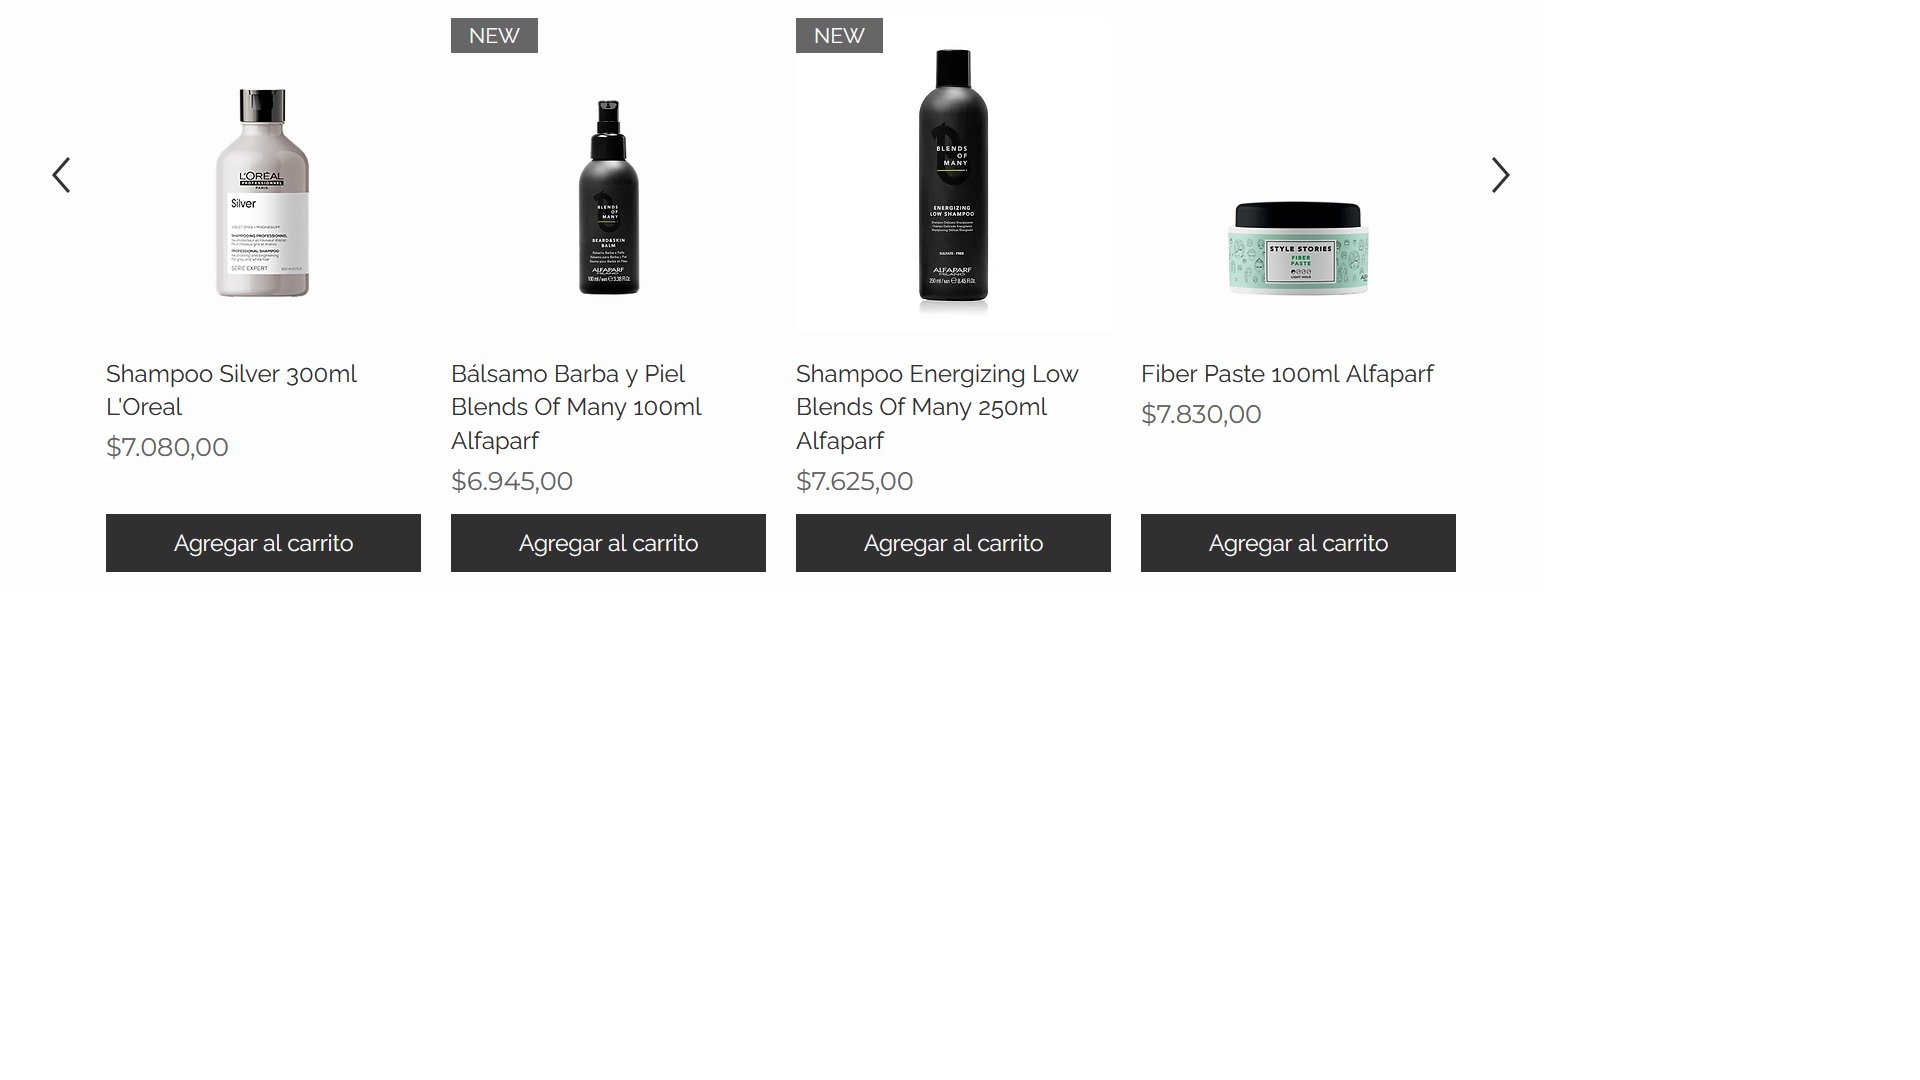 NEW
NEW
L'ORÉAL
PROFESSIONNEL
PARIS
Silver
SERIE EXPERT
BLENDS
OF
MANY
BEARD&SKIN
BALM
ALFAPARF
MILANO
BLENDS
OF
MANY
ENERGIZING
LOW SHAMPOO
SULFATE - FREE
ALFAPARF
MILANO
STYLE STORIES
FIBER
PASTE
LIGHT HOLD
Shampoo Silver 300ml
L'Oreal
$7.080,00
Agregar al carrito
Bálsamo Barba y Piel
Blends Of Many 100ml
Alfaparf
$6.945,00
Agregar al carrito
Shampoo Energizing Low
Blends Of Many 250ml
Alfaparf
$7.625,00
Agregar al carrito
Fiber Paste 100ml Alfaparf
$7.830,00
Agregar al carrito